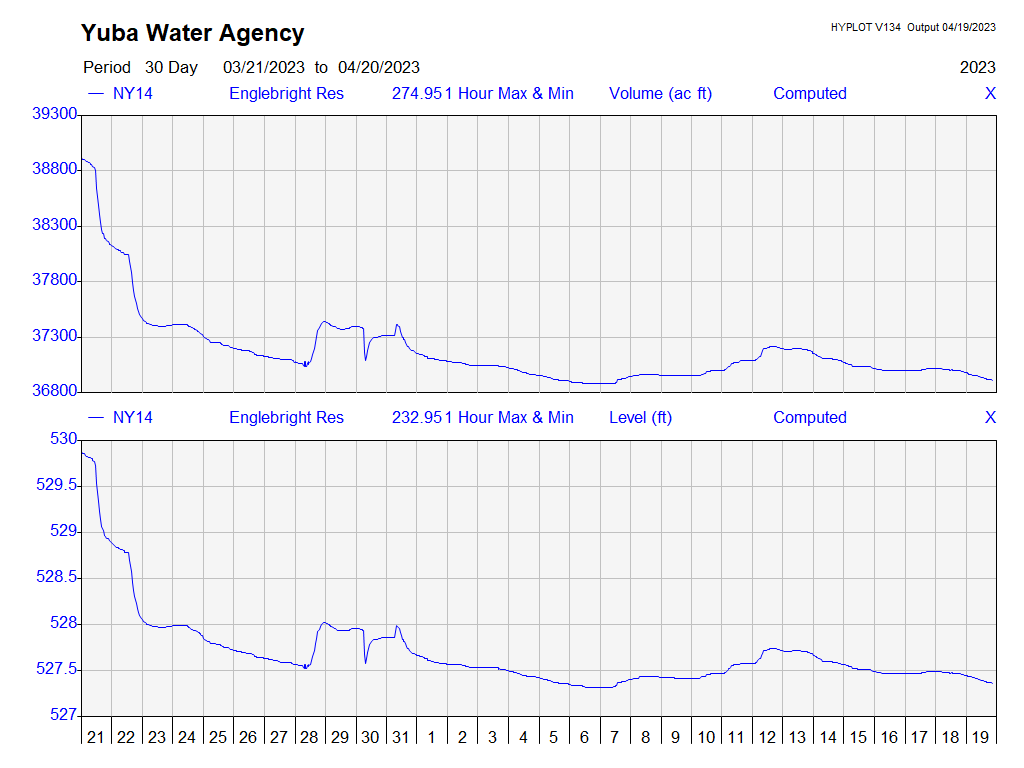 Yuba Water Agency
HYPLOT V134 Output 04/19/2023
Period 30 Day 03/21/2023 to 04/20/2023
2023
— NY14 Englebright Res 274.951 Hour Max & Min Volume (ac ft) Computed X
39300
38800
38300
37800
37300
36800
— NY14 Englebright Res 232.951 Hour Max & Min Level (ft) Computed X
530
529.5
529
528.5
528
527.5
527
21 22 23 24 25 26 27 28 29 30 31 1 2 3 4 5 6 7 8 9 10 11 12 13 14 15 16 17 18 19